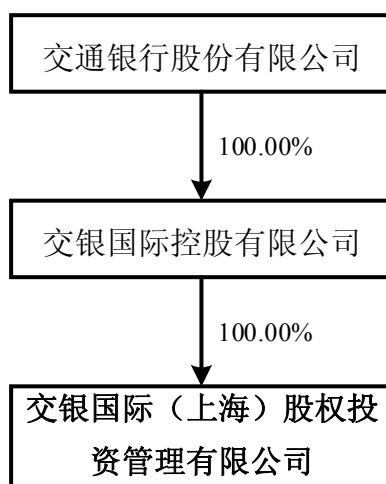 交通银行股份有限公司
100.00%
交银国际控股有限公司
100.00%
交银国际（上海）股权投
资管理有限公司